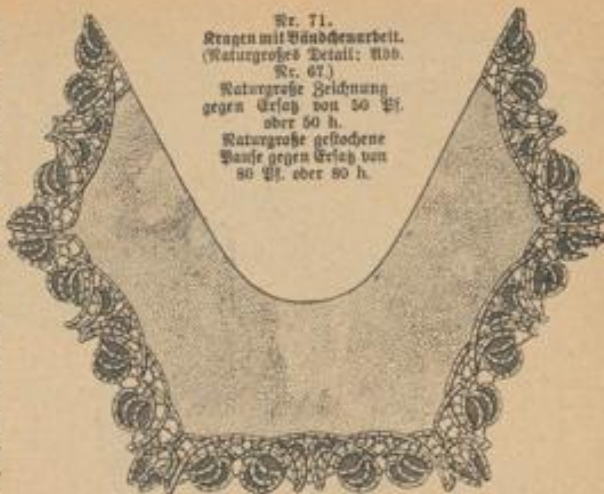 Nr. 71.
Kragen mit Bändchenarbeit.
(Naturgroßes Detail: Abb.
Nr. 67.)
Naturgroße Zeichnung
gegen Ersatz von 50 Pf.
oder 50 h.
Naturgroße gestochene
Pause gegen Ersatz von
80 Pf. oder 80 h.